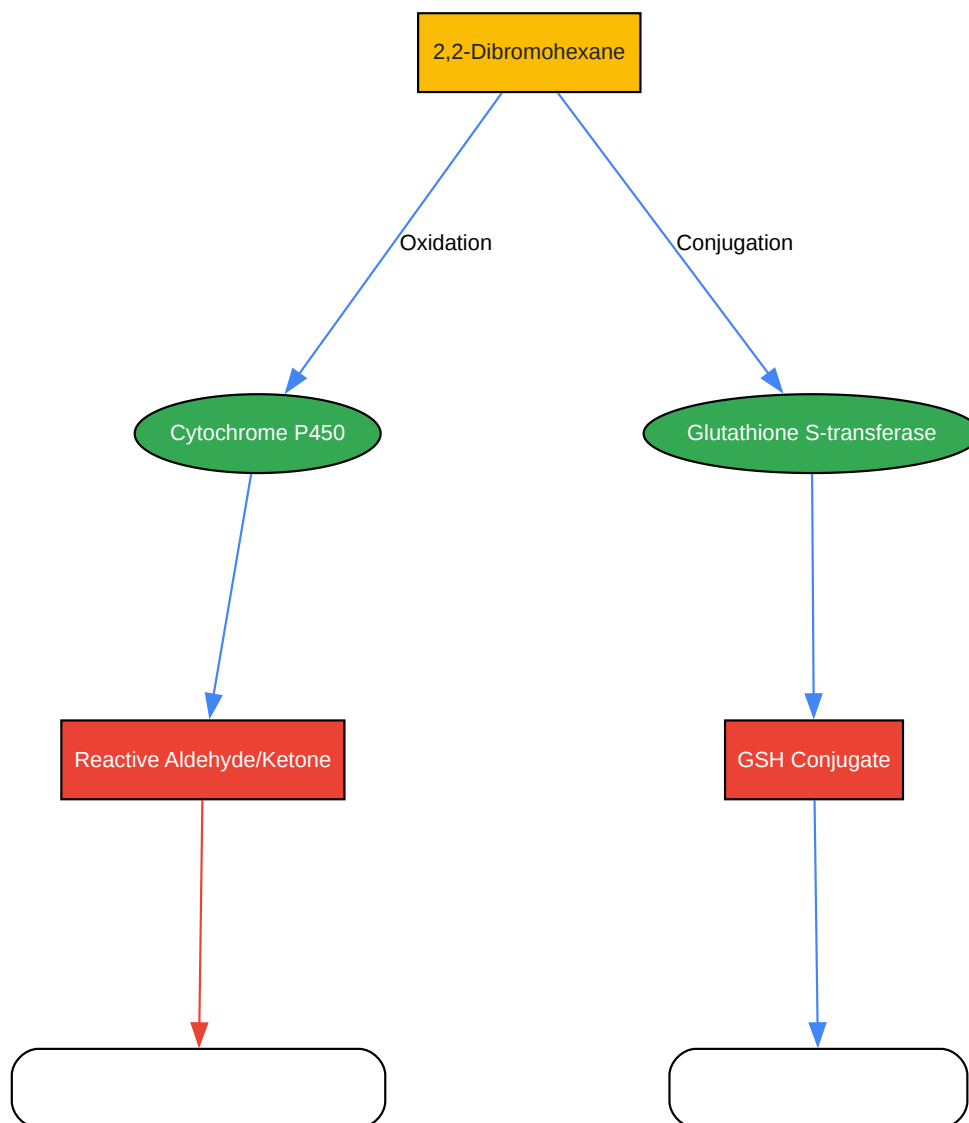 2,2-Dibromohexane
Oxidation
Conjugation
Cytochrome P450
Glutathione S-transferase
Reactive Aldehyde/Ketone
GSH Conjugate